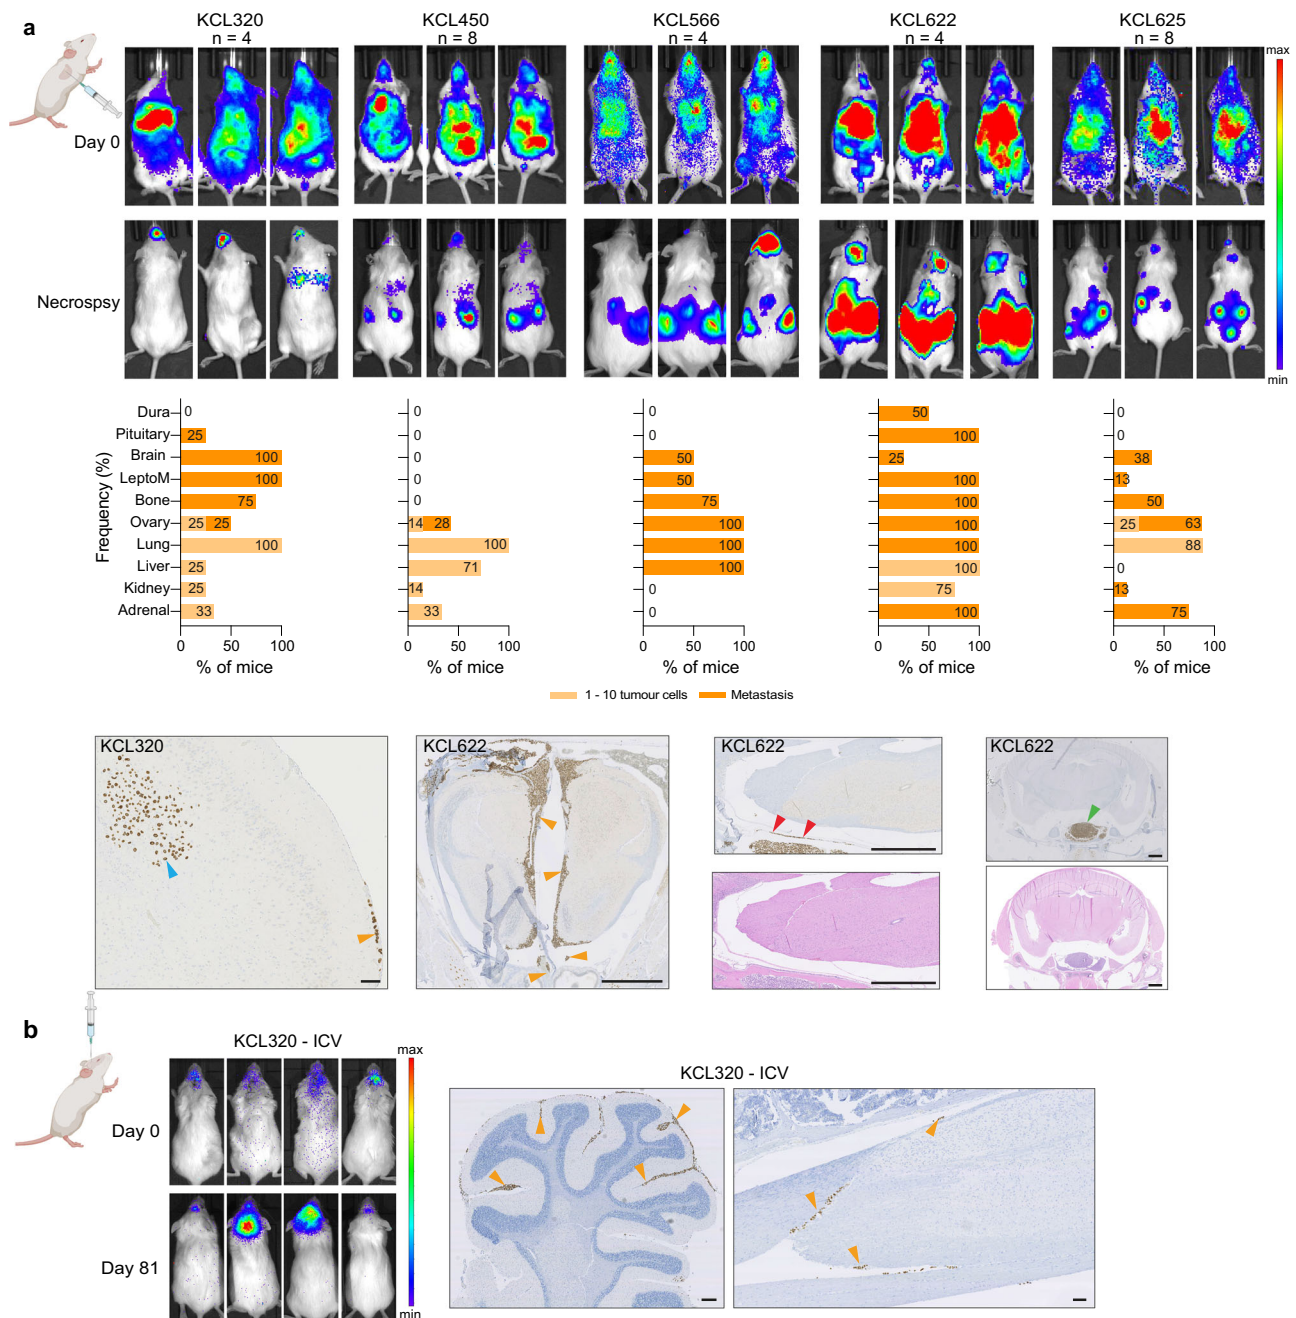 a
KCL320
n = 4
KCL450
n = 8
KCL566
n = 4
KCL622
n = 4
KCL625
n = 8
max
Day 0
Necrospsy
min
Frequency (%)
Dura 0 0 0 50 0
Pituitary 25 0 0 100 0
Brain 100 0 50 25 38
LeptoM 100 0 50 100 13
Bone 75 0 75 100 50
Ovary 25 25 14 28 100 100 25 63
Lung 100 100 100 100 88
Liver 25 71 100 100 0
Kidney 25 14 0 75 13
Adrenal 33 33 0 100 75
0 50 100 0 50 100 0 50 100 0 50 100 0 50 100
% of mice % of mice % of mice % of mice % of mice
1 - 10 tumour cells Metastasis
KCL320
KCL622
KCL622
KCL622
b
KCL320 - ICV
max
Day 0
Day 81
min
KCL320 - ICV